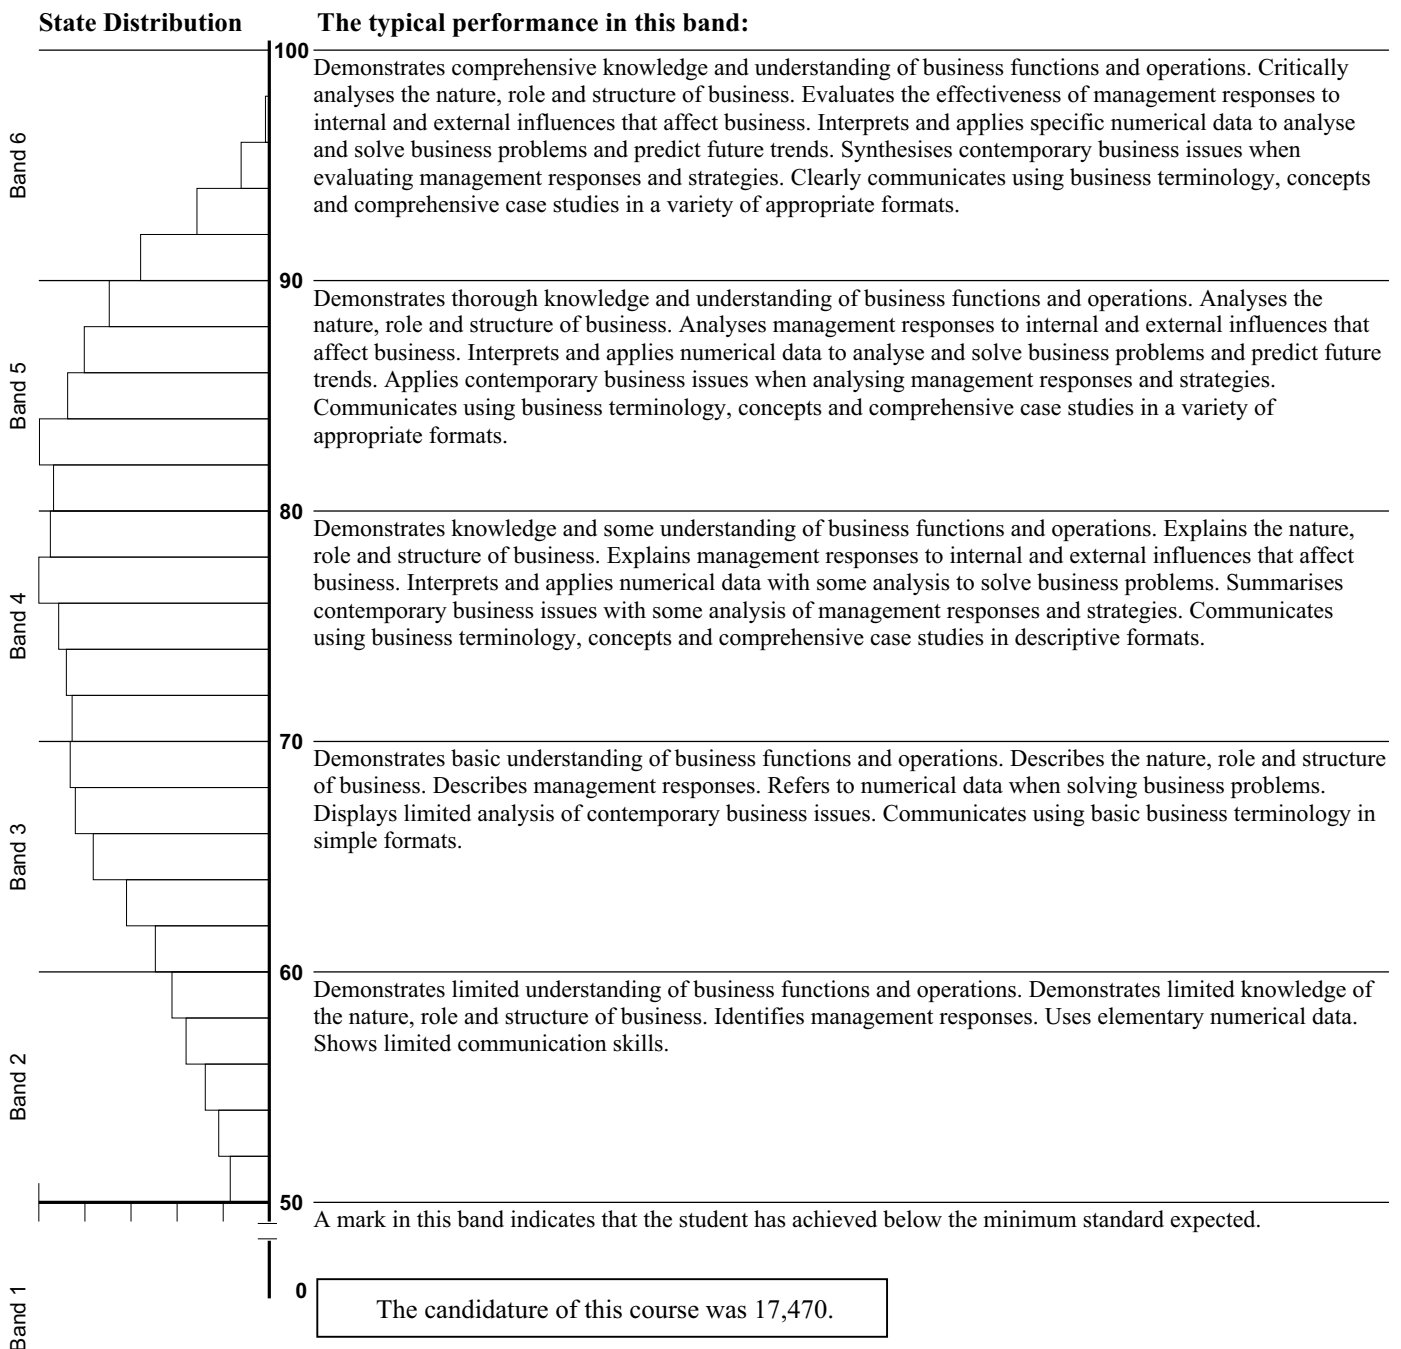 State Distribution
The typical performance in this band:
100
Demonstrates comprehensive knowledge and understanding of business functions and operations. Critically
analyses the nature, role and structure of business. Evaluates the effectiveness of management responses to
internal and external influences that affect business. Interprets and applies specific numerical data to analyse
and solve business problems and predict future trends. Synthesises contemporary business issues when
evaluating management responses and strategies. Clearly communicates using business terminology, concepts
and comprehensive case studies in a variety of appropriate formats.
Band 6
90
Demonstrates thorough knowledge and understanding of business functions and operations. Analyses the
nature, role and structure of business. Analyses management responses to internal and external influences that
affect business. Interprets and applies numerical data to analyse and solve business problems and predict future
trends. Applies contemporary business issues when analysing management responses and strategies.
Communicates using business terminology, concepts and comprehensive case studies in a variety of
appropriate formats.
Band 5
80
Demonstrates knowledge and some understanding of business functions and operations. Explains the nature,
role and structure of business. Explains management responses to internal and external influences that affect
business. Interprets and applies numerical data with some analysis to solve business problems. Summarises
contemporary business issues with some analysis of management responses and strategies. Communicates
using business terminology, concepts and comprehensive case studies in descriptive formats.
Band 4
70
Demonstrates basic understanding of business functions and operations. Describes the nature, role and structure
of business. Describes management responses. Refers to numerical data when solving business problems.
Displays limited analysis of contemporary business issues. Communicates using basic business terminology in
simple formats.
Band 3
60
Demonstrates limited understanding of business functions and operations. Demonstrates limited knowledge of
the nature, role and structure of business. Identifies management responses. Uses elementary numerical data.
Shows limited communication skills.
Band 2
50
A mark in this band indicates that the student has achieved below the minimum standard expected.
0
Band 1
The candidature of this course was 17,470.